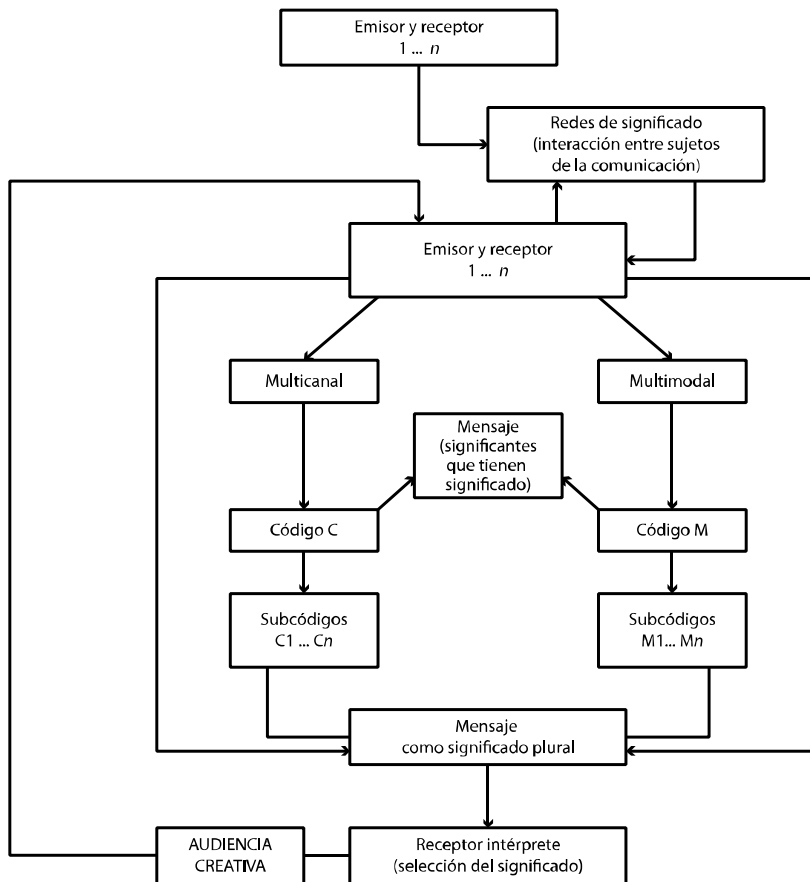 Emisor y receptor
1 ... n
Redes de significado
(interacción entre sujetos
de la comunicación)
Emisor y receptor
1 ... n
Multicanal
Multimodal
Mensaje
(significantes
que tienen
significado)
Código C
Código M
Subcódigos
C1 ... Cn
Subcódigos
M1... Mn
Mensaje
como significado plural
AUDIENCIA
CREATIVA
Receptor intérprete
(selección del significado)